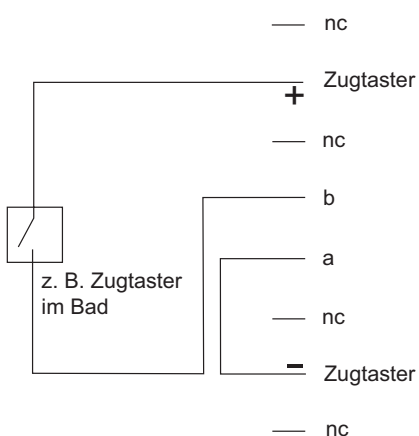 nc
Zugtaster
+
nc
b
a
z. B. Zugtaster
im Bad
nc
-
Zugtaster
nc